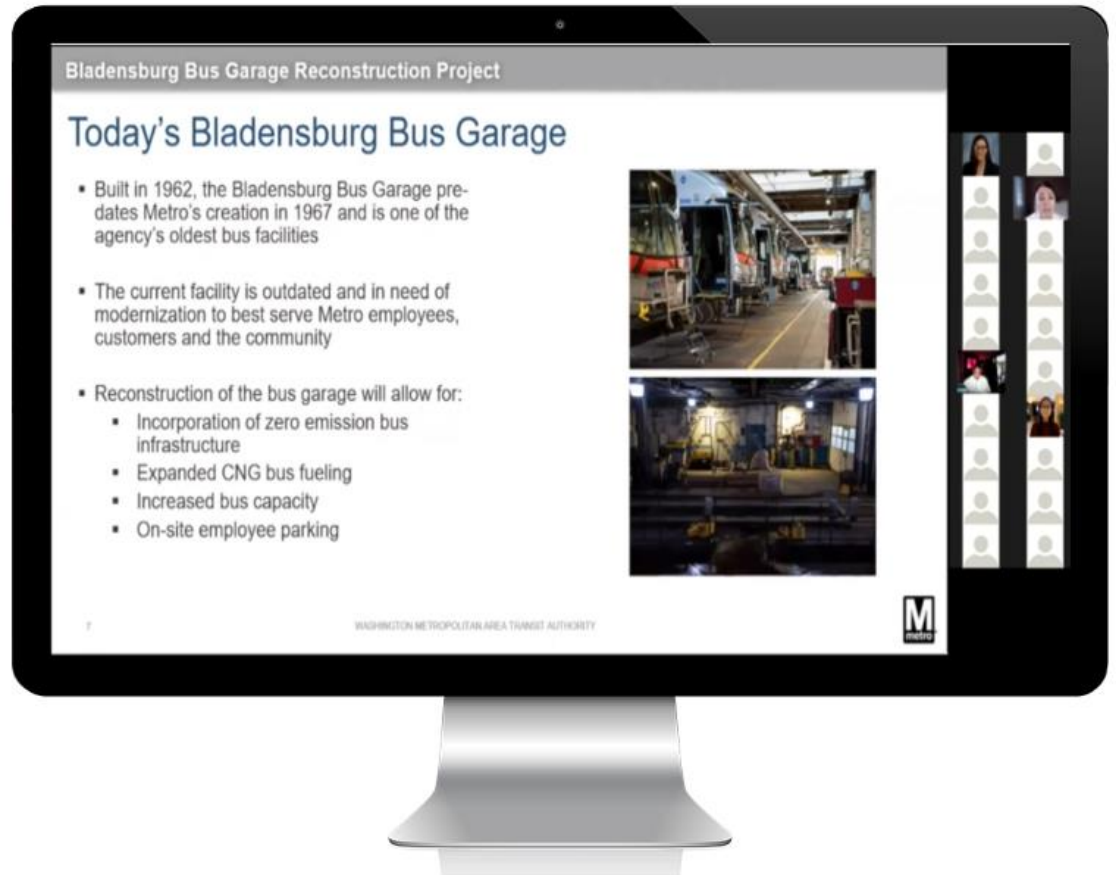 Bladensburg Bus Garage Reconstruction Project
Today's Bladensburg Bus Garage
▪ Built in 1962, the Bladensburg Bus Garage pre-
dates Metro's creation in 1967 and is one of the
agency's oldest bus facilities
▪ The current facility is outdated and in need of
modernization to best serve Metro employees,
customers and the community
▪ Reconstruction of the bus garage will allow for:
▪ Incorporation of zero emission bus
infrastructure
▪ Expanded CNG bus fueling
▪ Increased bus capacity
▪ On-site employee parking
7
WASHINGTON METROPOLITAN AREA TRANSIT AUTHORITY
M
metro